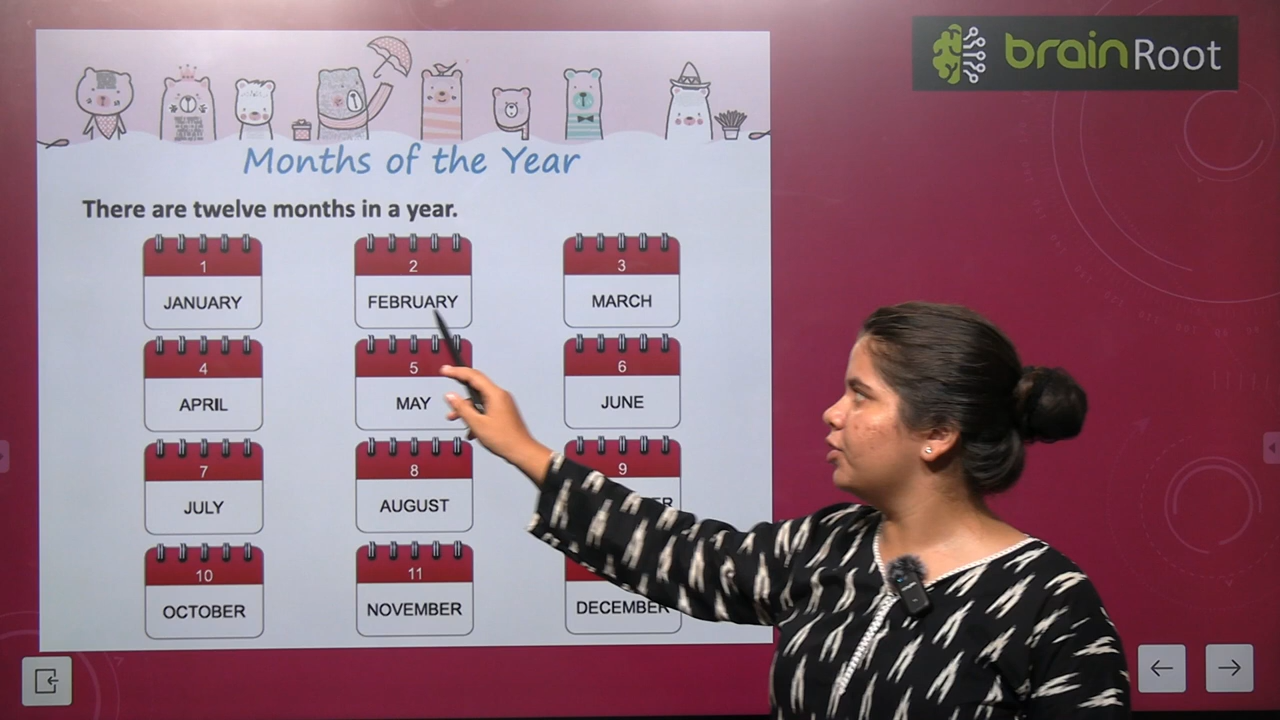 brainRoot
Months of the Year
There are twelve months in a year.
1 2 3
JANUARY FEBRUARY MARCH
4 5 6
APRIL MAY JUNE
7 8 9
JULY AUGUST
10 11
OCTOBER NOVEMBER DECEMBER